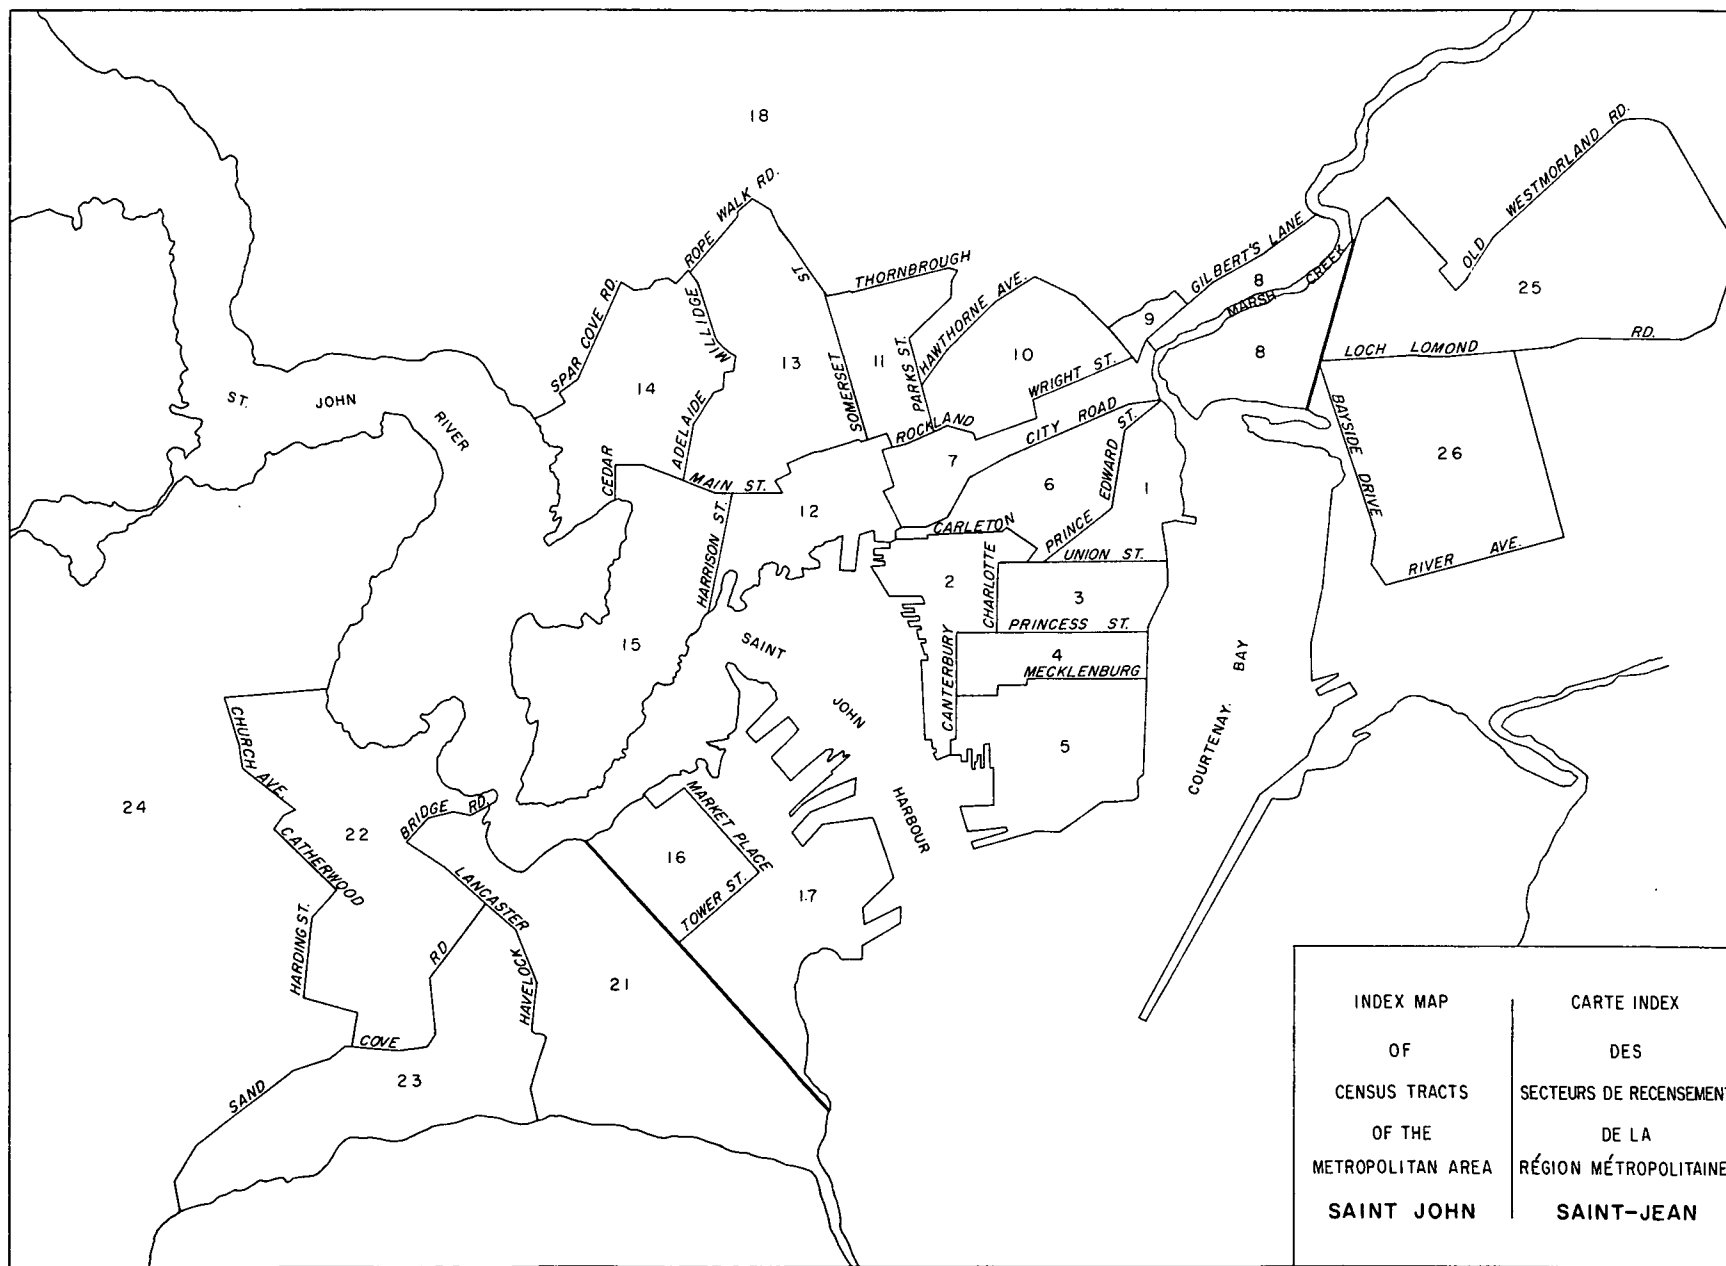 18
ROPE WALK RD.
OLD WESTMORLAND RD.
GILBERT'S LANE
ST
THORNBROUGH
HAWTHORNE AVE.
8
MARSH CREEK
25
SPAR COVE RD.
MILLIDGE
9
14
13
11
PARKS ST.
10
WRIGHT ST.
8
LOCH LOMOND RD.
ST. JOHN RIVER
SOMERSET
ADELAIDE
ROCKLAND
CITY ROAD
CEDAR
MAIN ST.
7
6
PRINCE EDWARD ST.
1
BAYSIDE DRIVE
26
12
HARRISON ST.
CARLETON
UNION ST.
RIVER AVE.
2
CHARLOTTE
3
PRINCESS ST.
15
SAINT JOHN HARBOUR
CANTERBURY
4
MECKLENBURG
COURTENAY. BAY
5
CHURCH AVE.
24
22
BRIDGE RD.
MARKET PLACE
CATHERWOOD
16
LANCASTER
TOWER ST.
17
HARDING ST.
RD
HAVELOCK
21
COVE
23
SAND
INDEX MAP
OF
CENSUS TRACTS
OF THE
METROPOLITAN AREA
SAINT JOHN
CARTE INDEX
DES
SECTEURS DE RECENSEMENT
DE LA
RÉGION MÉTROPOLITAINE
SAINT-JEAN